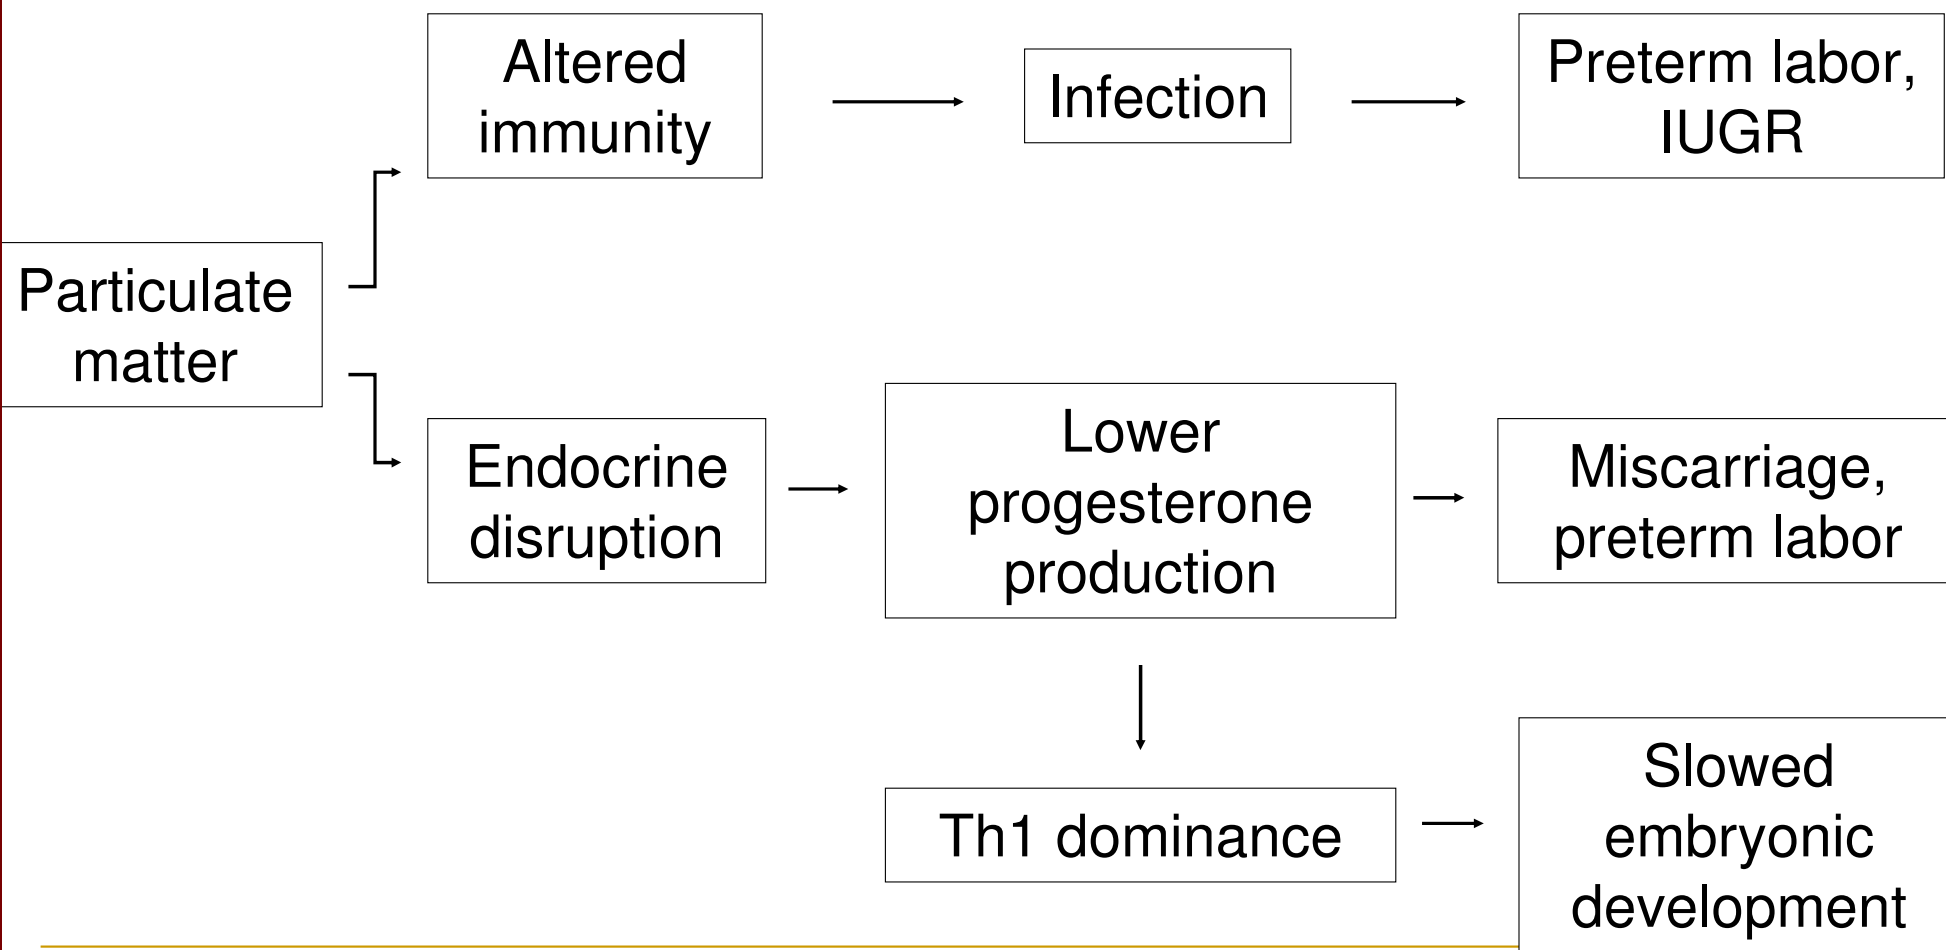 Altered
immunity
Infection
Preterm labor,
IUGR
Particulate
matter
Endocrine
disruption
Lower
progesterone
production
Miscarriage,
preterm labor
Th1 dominance
Slowed
embryonic
development